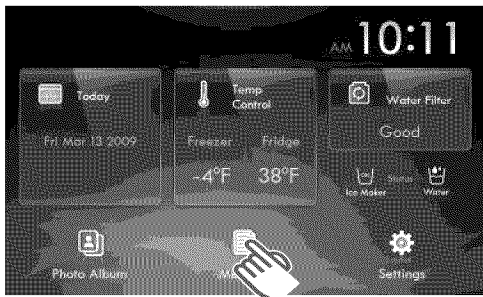 AM 10:11
Today
Fri Mar 13 2009
Temp
Control
Freezer Fridge
-4°F 38°F
Water Filter
Good
Status
Ice Maker Water
Photo Album
Settings